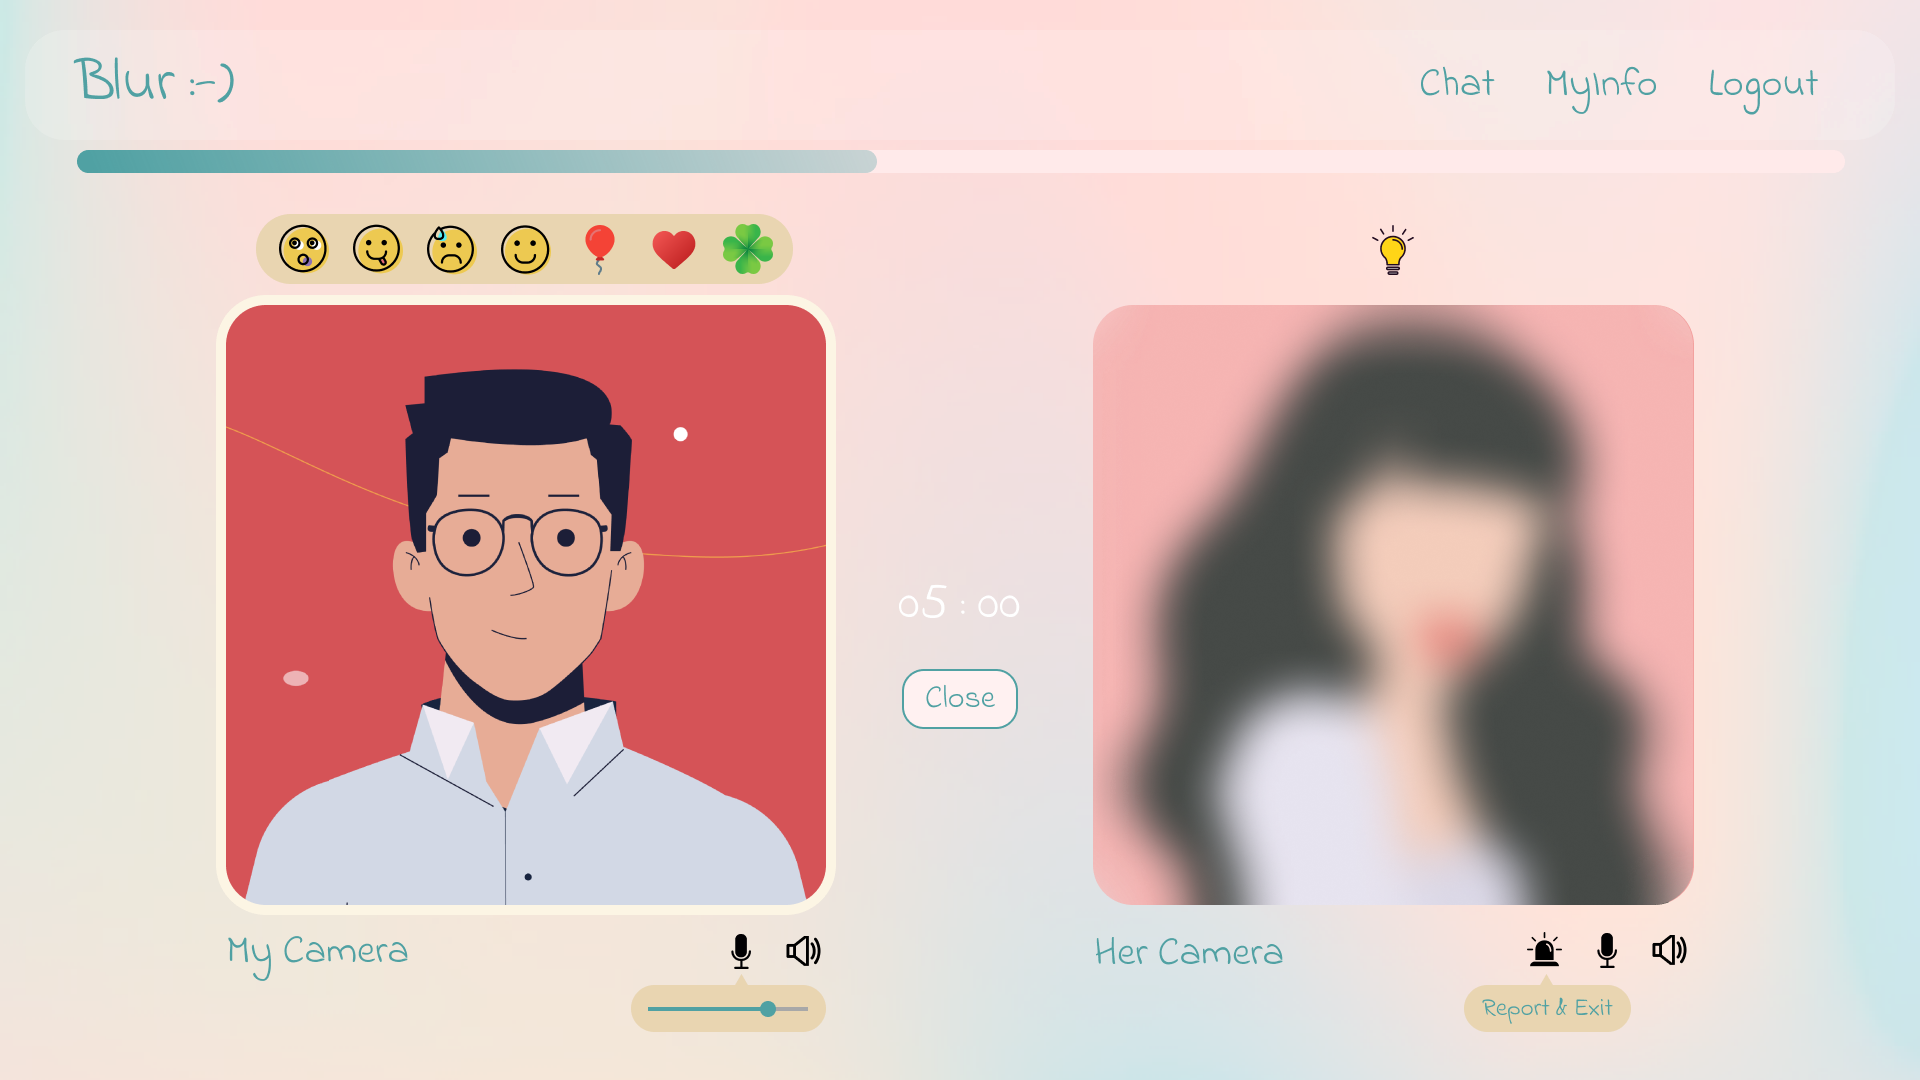 Blur :-)
Chat MyInfo Logout
05 : 00
Close
My Camera
Her Camera
Report & Exit